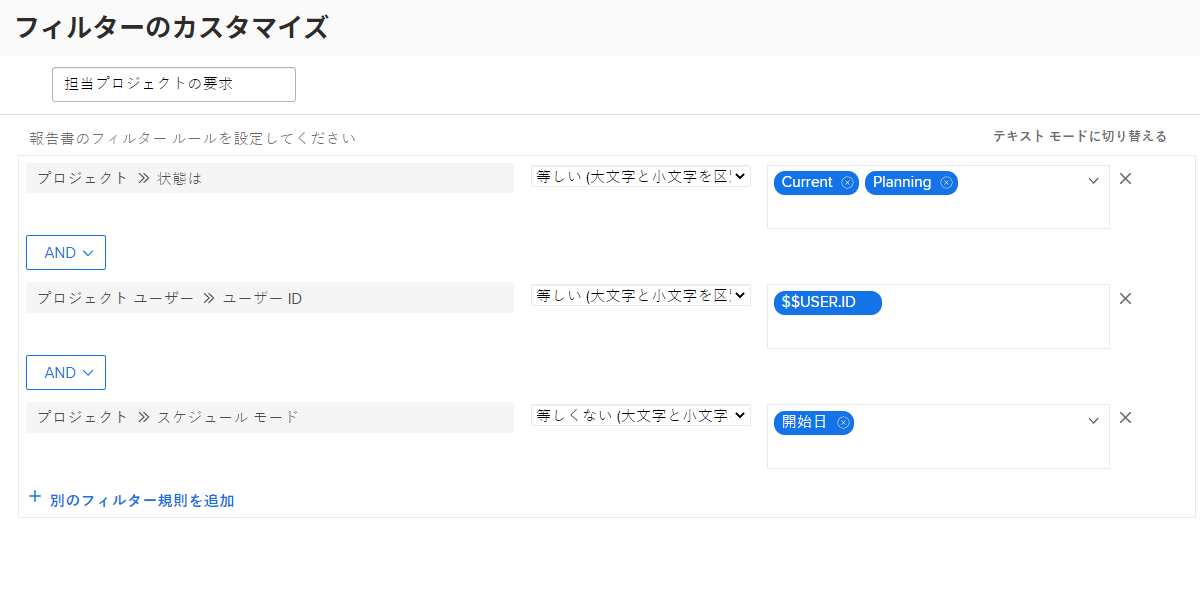 フィルターのカスタマイズ
担当プロジェクトの要求
報告書のフィルター ルールを設定してください
テキスト モードに切り替える
プロジェクト » 状態は 等しい (大文字と小文字を区 Current Planning
AND
プロジェクト ユーザー » ユーザー ID 等しい (大文字と小文字を区 $$USER.ID
AND
プロジェクト » スケジュール モード 等しくない (大文字と小文字 開始日
+ 別のフィルター規則を追加